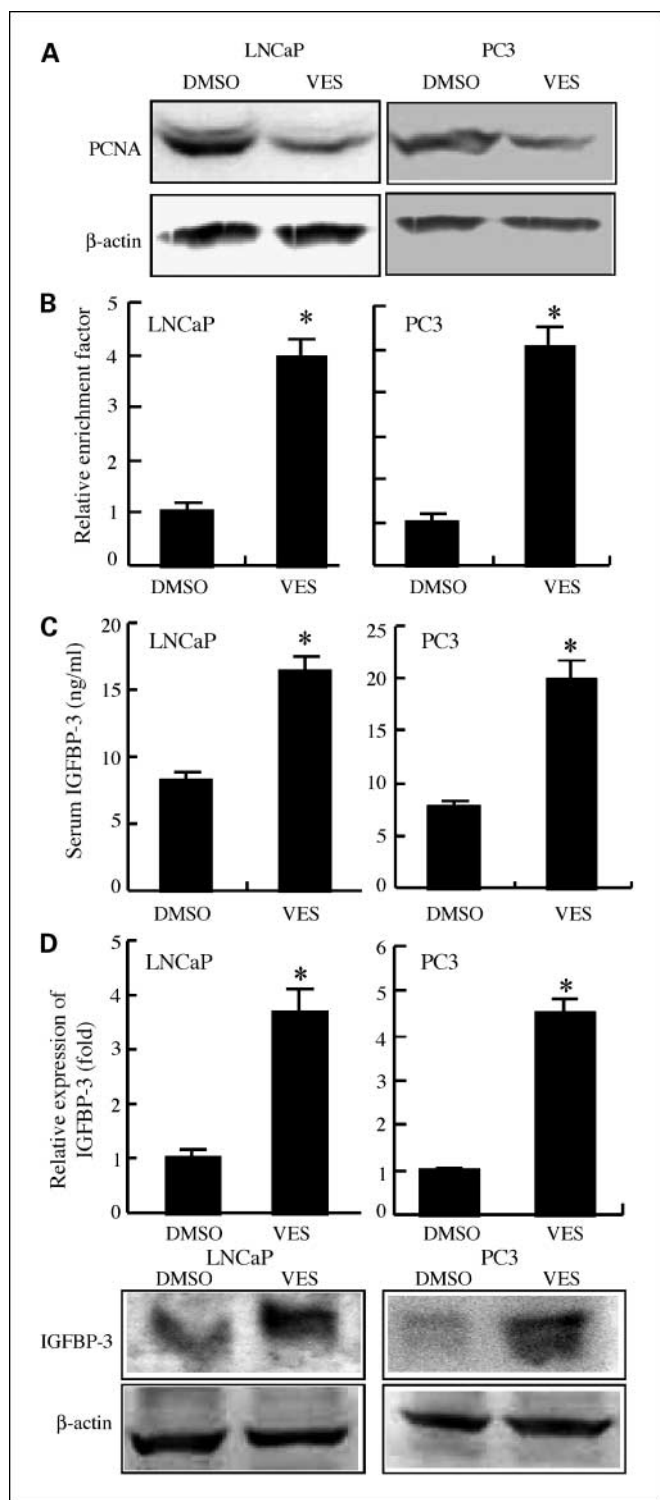 A
LNCaP PC3
DMSO VES DMSO VES
PCNA
β-actin
B
Relative enrichment factor
5
4
3
2
1
0
LNCaP
*
DMSO VES
PC3
*
DMSO VES
C
Serum IGFBP-3 (ng/ml)
20
15
10
5
0
LNCaP
*
DMSO VES
25
20
15
10
5
0
PC3
*
DMSO VES
D
Relative expression of
IGFBP-3 (fold)
5
4
3
2
1
0
LNCaP
*
DMSO VES
6
5
4
3
2
1
0
PC3
*
DMSO VES
LNCaP PC3
DMSO VES DMSO VES
IGFBP-3
β-actin